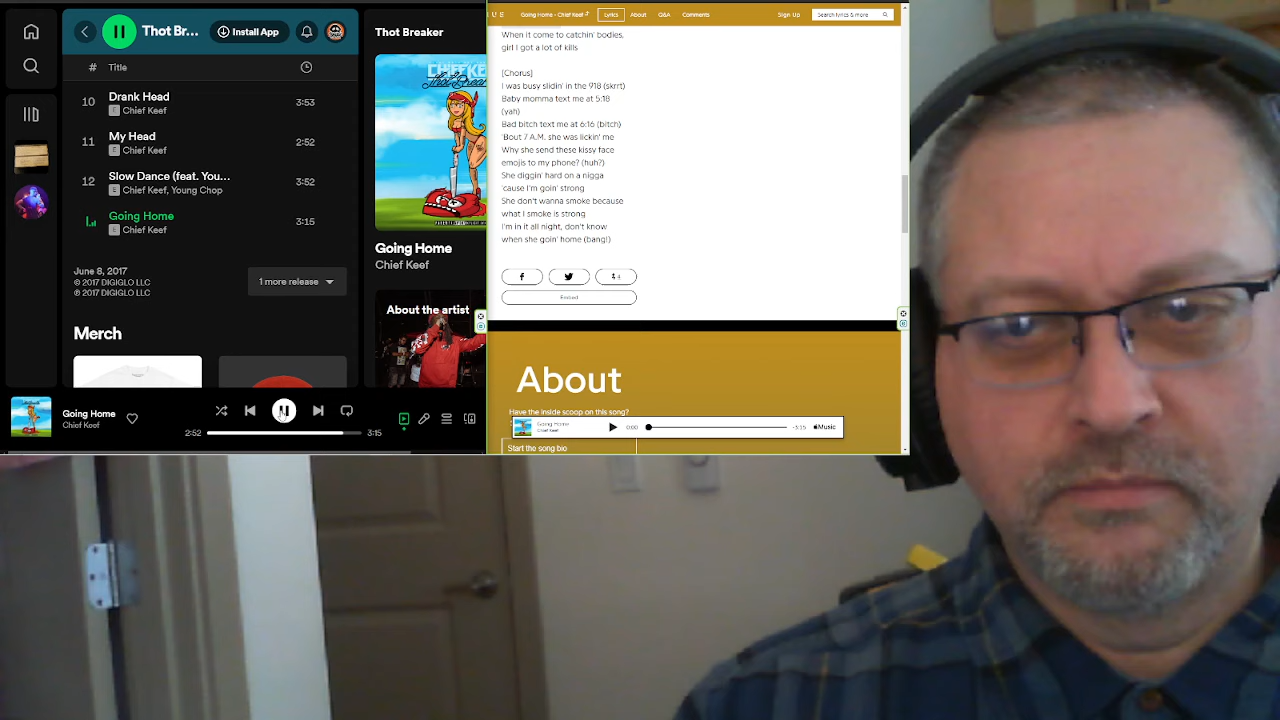 Thot Br...
Install App
# Title
10
Drank Head
E Chief Keef
3:53
11
My Head
E Chief Keef
3:52
12
Slow Dance (feat. You...
E Chief Keef, Young Chop
3:52
Going Home
E Chief Keef
3:15
June 8, 2017
© 2017 DIGIGLO LLC
℗ 2017 DIGIGLO LLC
1 more release
Merch
Going Home
Chief Keef
2:52
3:15
Thot Breaker
CHIEF KEEF
Thot Breaker
Going Home
Chief Keef
About the artist
U E
Going Home - Chief Keef
Lyrics
About
Q&A
Comments
Sign Up
Search lyrics & more
When it come to catchin' bodies,
girl I got a lot of kills
[Chorus]
I was busy slidin' in the 918 (skrrt)
Baby momma text me at 5:18
(yah)
Bad bitch text me at 6:16 (bitch)
'Bout 7 A.M. she was lickin' me
Why she send these kissy face
emojis to my phone? (huh?)
She diggin' hard on a nigga
'cause I'm goin' strong
She don't wanna smoke because
what I smoke is strong
I'm in it all night, don't know
when she goin' home (bang!)
4
Embed
About
Have the inside scoop on this song?
Going Home
Chief Keef
0:00
-3:15
Music
Start the song bio